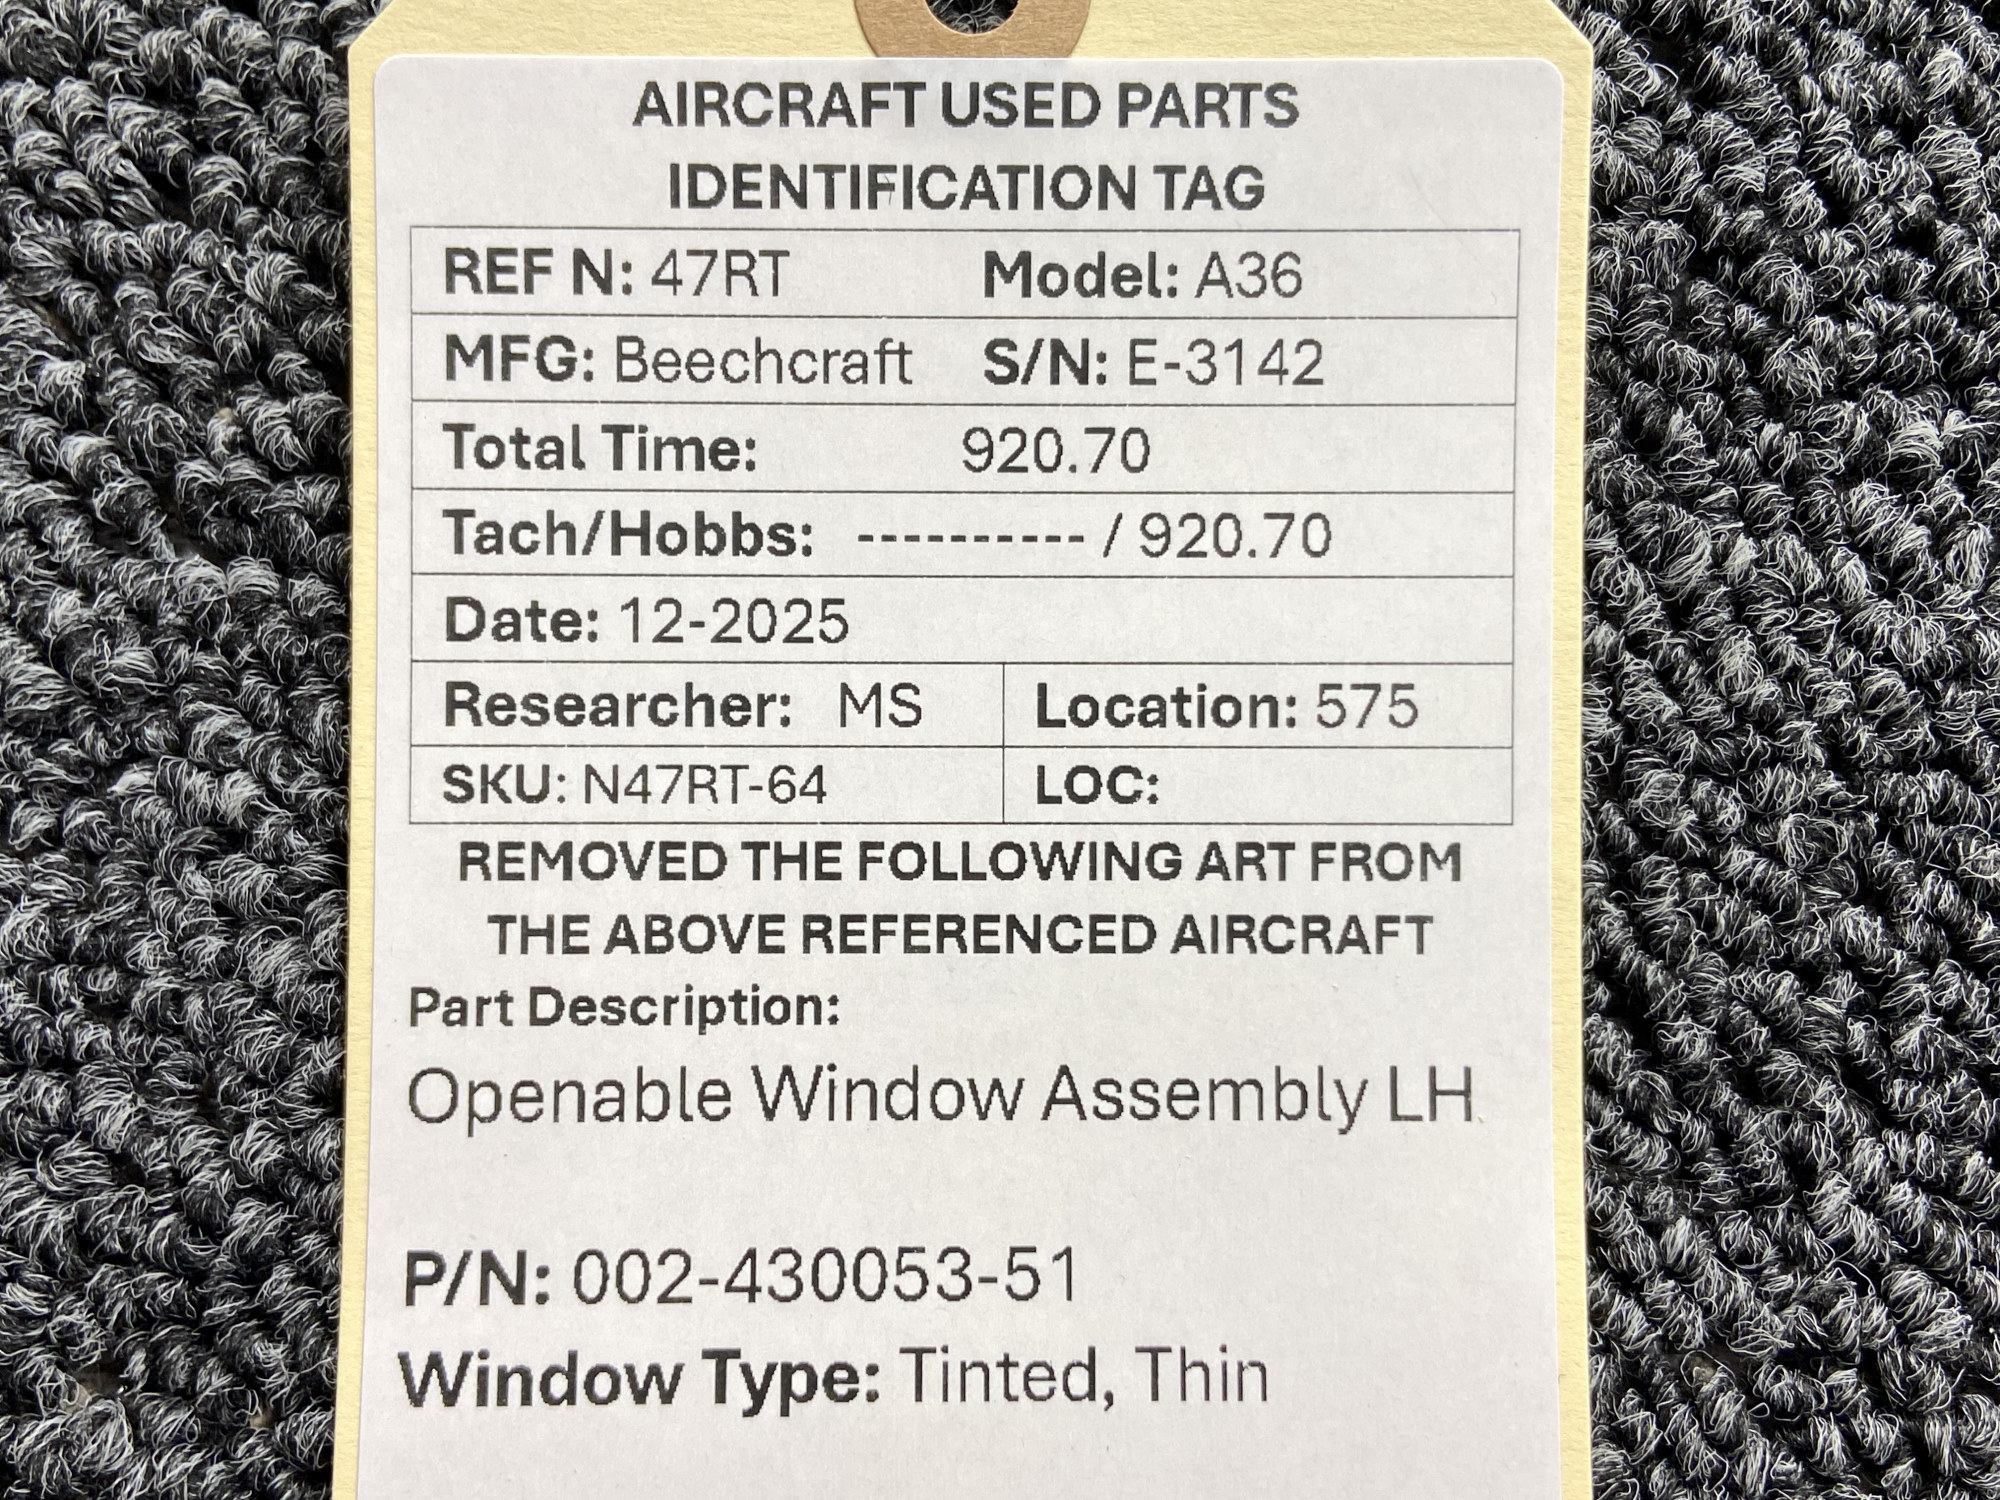 AIRCRAFT USED PARTS
IDENTIFICATION TAG
REF N: 47RT Model: A36
MFG: Beechcraft S/N: E-3142
Total Time: 920.70
Tach/Hobbs: ---------- / 920.70
Date: 12-2025
Researcher: MS Location: 575
SKU: N47RT-64 LOC:
REMOVED THE FOLLOWING ART FROM
THE ABOVE REFERENCED AIRCRAFT
Part Description:
Openable Window Assembly LH
P/N: 002-430053-51
Window Type: Tinted, Thin